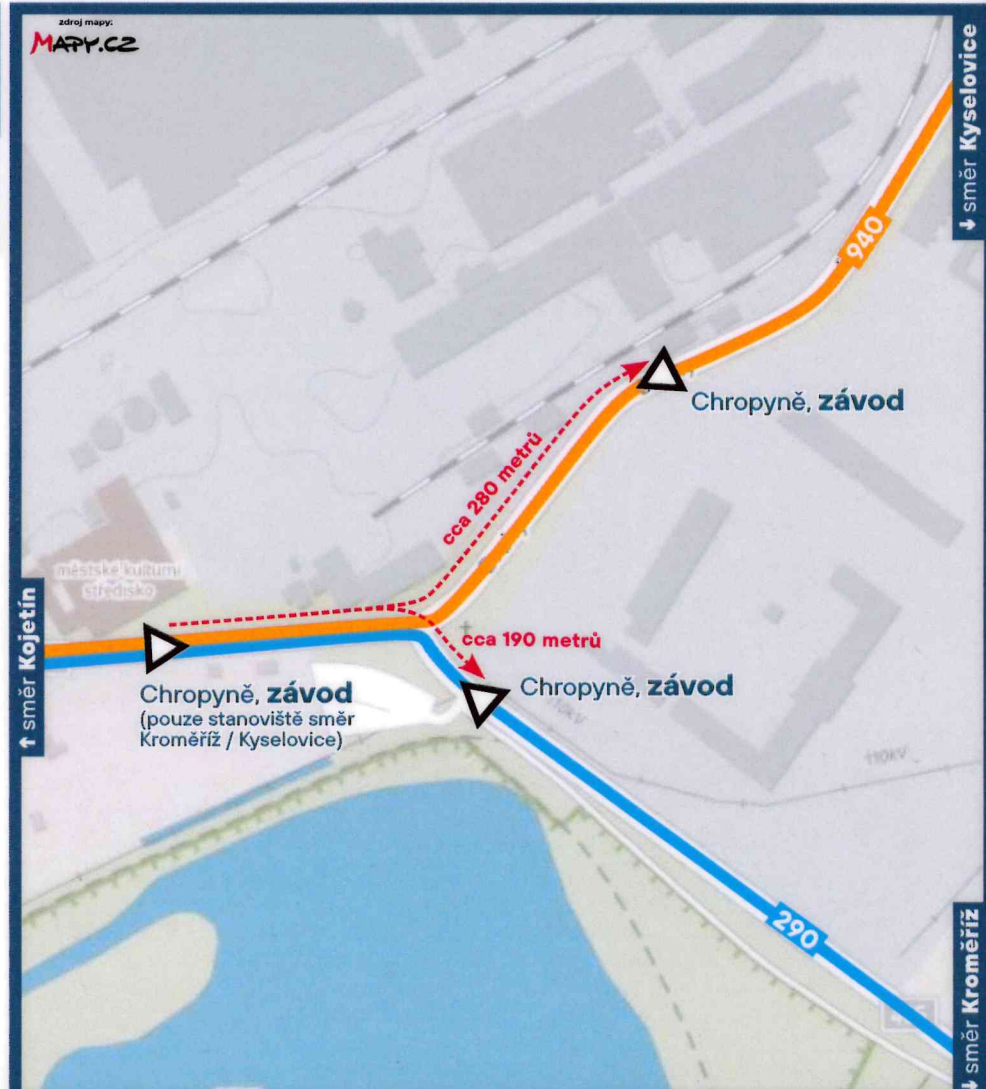 zdroj mapy:
MAPY.CZ
↓ směr Kyselovice
940
Chropyně, závod
cca 280 metrů
městské kulturní
středisko
cca 190 metrů
↑ směr Kojetín
Chropyně, závod
(pouze stanoviště směr
Kroměříž / Kyselovice)
Chropyně, závod
110kV
110kV
290
↓ směr Kroměříž